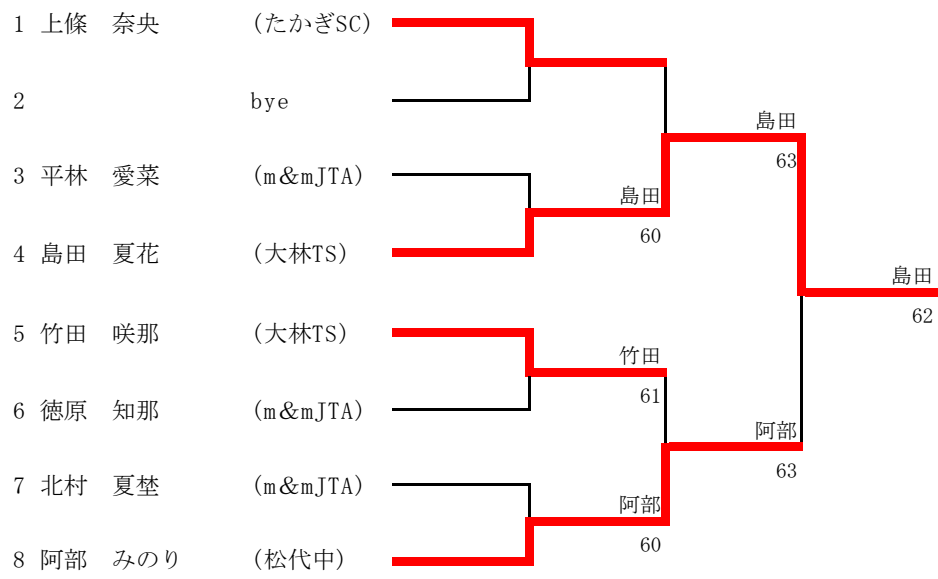 1 上條 奈央 (たかぎSC)
2 bye
島田
63
3 平林 愛菜 (m&mJTA)
島田
60
4 島田 夏花 (大林TS)
島田
62
5 竹田 咲那 (大林TS)
竹田
61
6 徳原 知那 (m&mJTA)
阿部
63
7 北村 夏埜 (m&mJTA)
阿部
60
8 阿部 みのり (松代中)